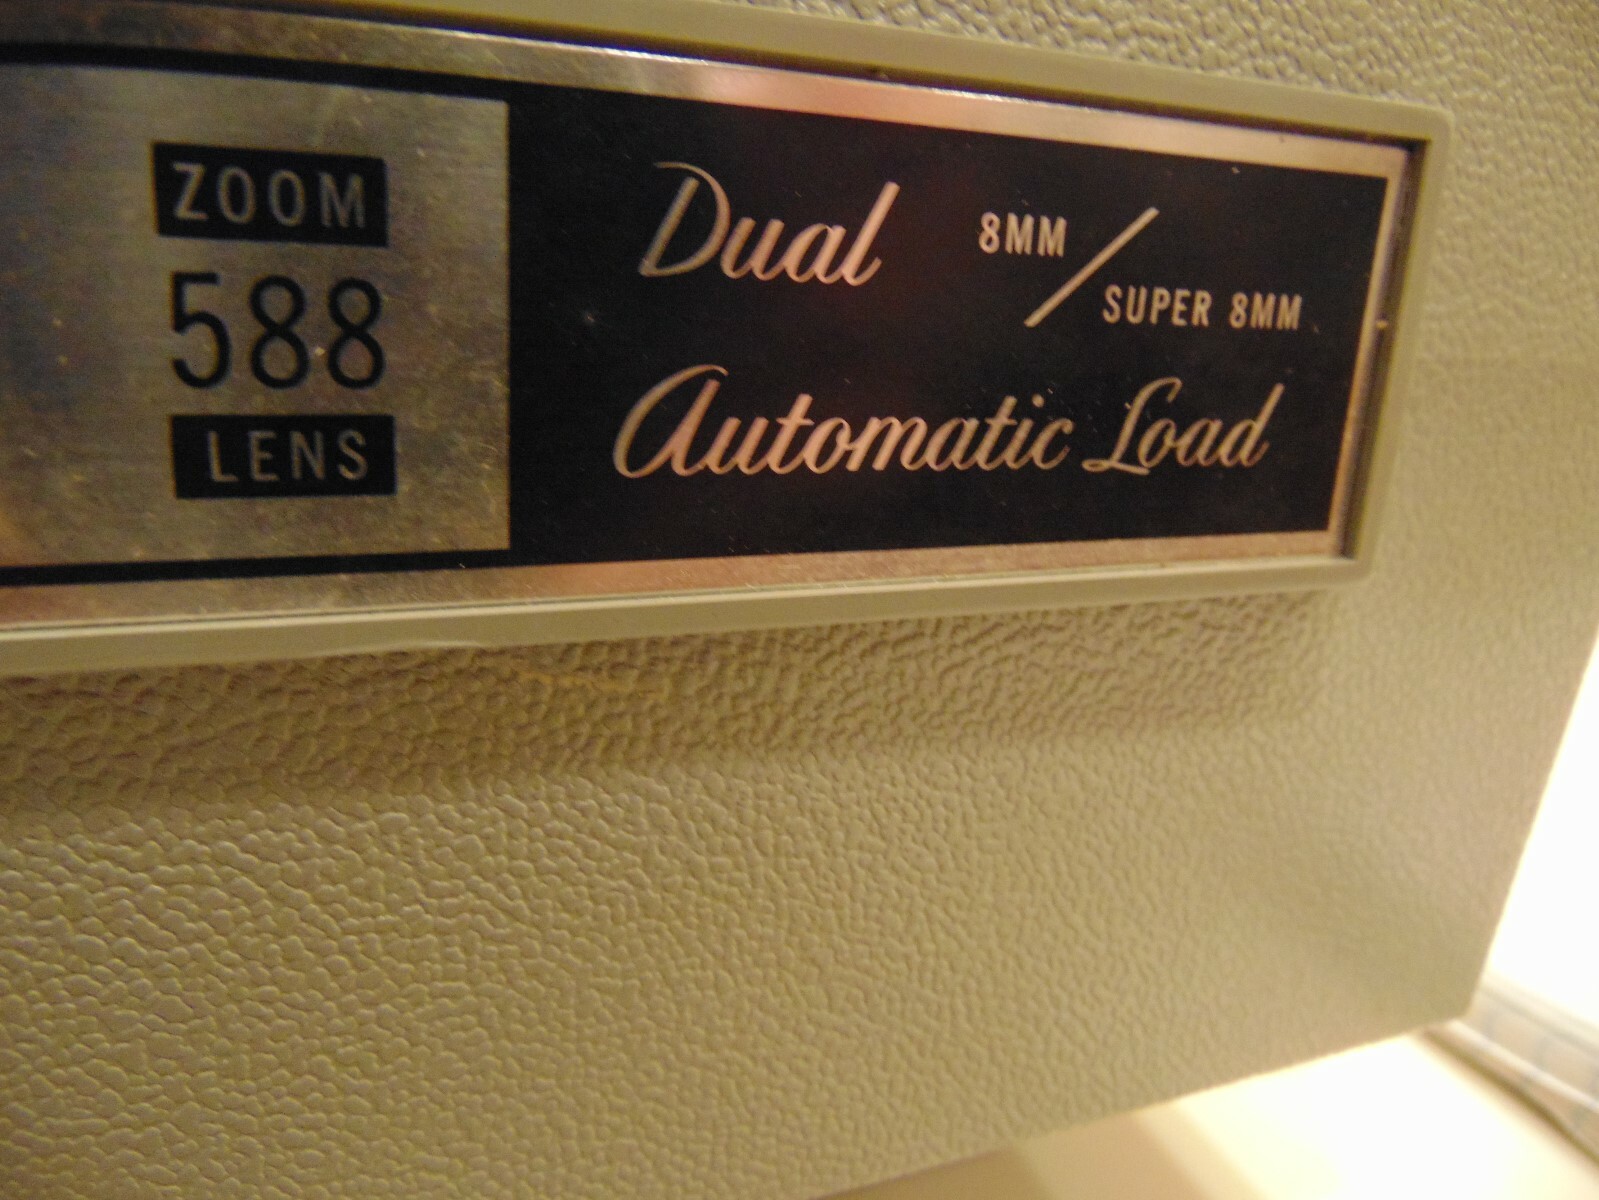 ZOOM
588
LENS
Dual 8MM / SUPER 8MM
Automatic Load